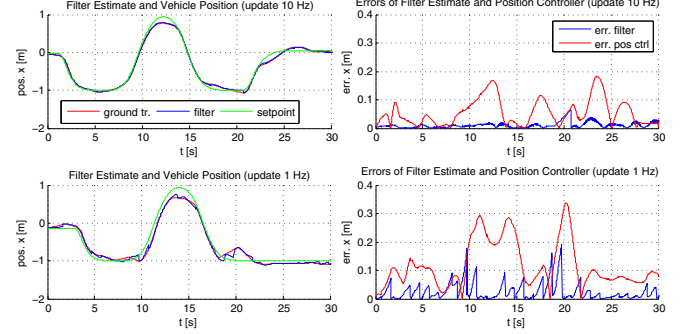 Filter Estimate and Vehicle Position (update 10 Hz)
pos. x [m]
1
0
−1
−2
ground tr.
filter
setpoint
0 5 10 15 20 25 30
t [s]
Errors of Filter Estimate and Position Controller (update 10 Hz)
err. x [m]
0.4
0.3
0.2
0.1
0
err. filter
err. pos ctrl
0 5 10 15 20 25 30
t [s]
Filter Estimate and Vehicle Position (update 1 Hz)
pos. x [m]
1
0
−1
−2
0 5 10 15 20 25 30
t [s]
Errors of Filter Estimate and Position Controller (update 1 Hz)
err. x [m]
0.4
0.3
0.2
0.1
0
0 5 10 15 20 25 30
t [s]